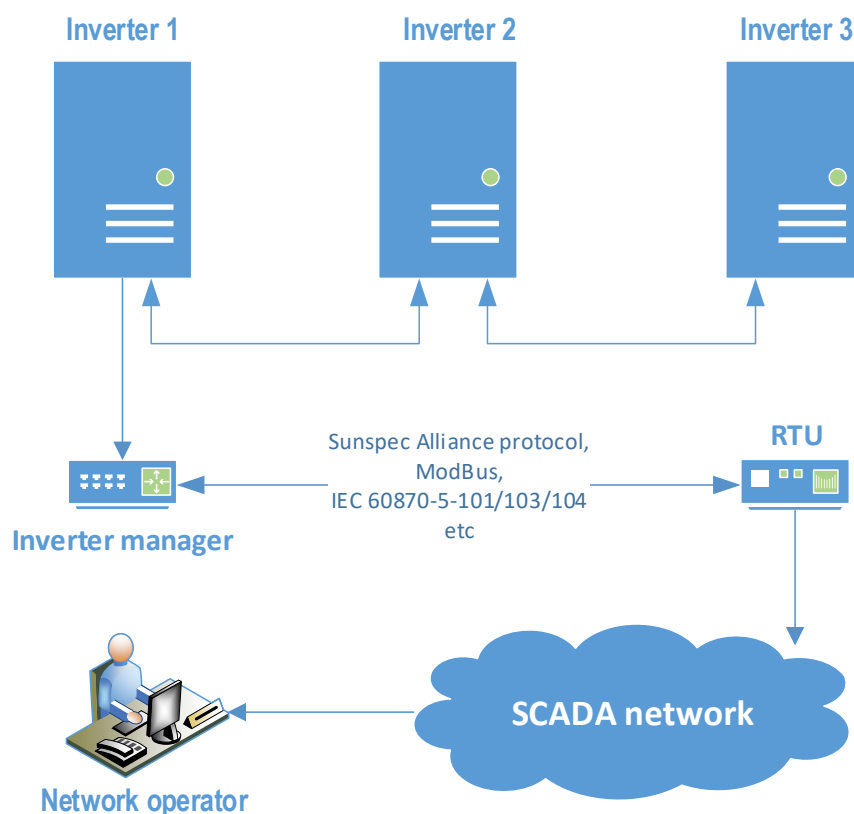 Inverter 1
Inverter 2
Inverter 3
Sunspec Alliance protocol,
ModBus,
IEC 60870-5-101/103/104
etc
RTU
Inverter manager
SCADA network
Network operator